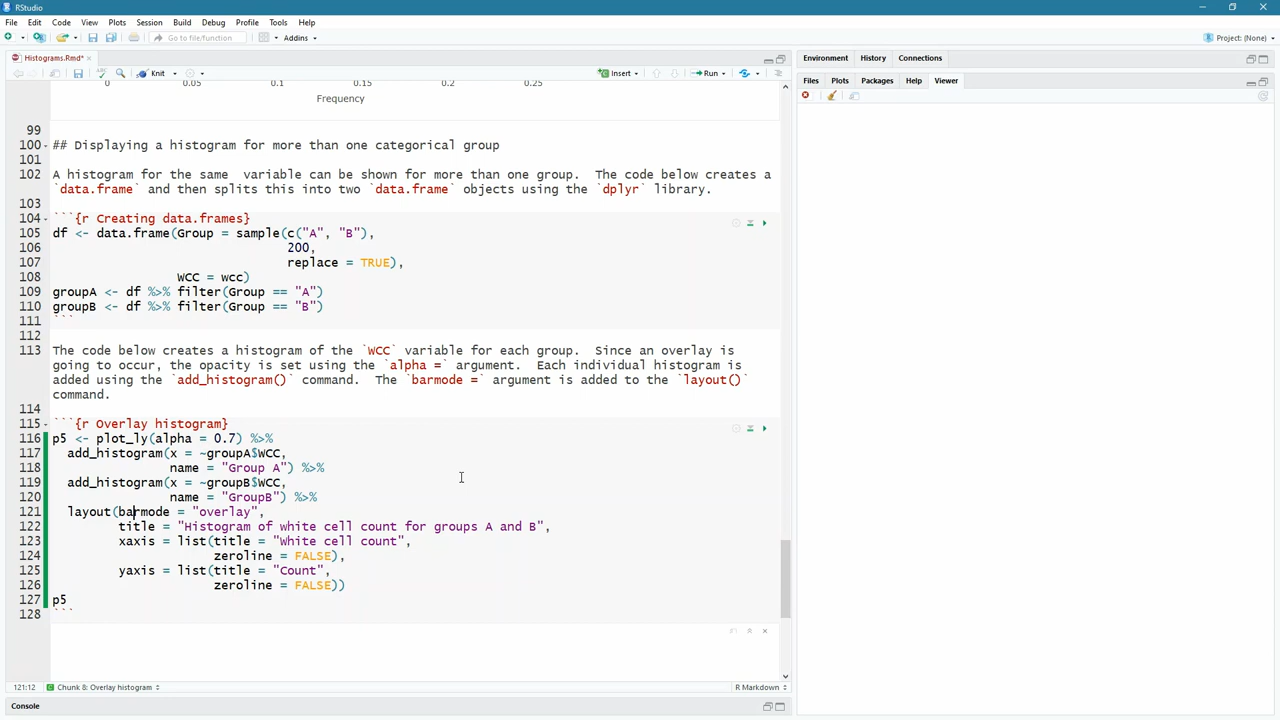 RStudio
File Edit Code View Plots Session Build Debug Profile Tools Help
Go to file/function Addins Project: (None)
Histograms.Rmd*
Knit Insert Run
0 0.05 0.1 0.15 0.2 0.25
Frequency
99
100 ## Displaying a histogram for more than one categorical group
101
102 A histogram for the same  variable can be shown for more than one group.  The code below creates a
`data.frame` and then splits this into two `data.frame` objects using the `dplyr` library.
103
104 ```{r Creating data.frames}
105 df <- data.frame(Group = sample(c("A", "B"),
106 200,
107 replace = TRUE),
108 WCC = wcc)
109 groupA <- df %>% filter(Group == "A")
110 groupB <- df %>% filter(Group == "B")
111 ```
112
113 The code below creates a histogram of the `WCC` variable for each group.  Since an overlay is
going to occur, the opacity is set using the `alpha =` argument.  Each individual histogram is
added using the `add_histogram()` command.  The `barmode =` argument is added to the `layout()`
command.
114
115 ```{r Overlay histogram}
116 p5 <- plot_ly(alpha = 0.7) %>%
117 add_histogram(x = ~groupA$WCC,
118 name = "Group A") %>%
119 add_histogram(x = ~groupB$WCC,
120 name = "GroupB") %>%
121 layout(barmode = "overlay",
122 title = "Histogram of white cell count for groups A and B",
123 xaxis = list(title = "White cell count",
124 zeroline = FALSE),
125 yaxis = list(title = "Count",
126 zeroline = FALSE))
127 p5
128 ```
121:12 Chunk 8: Overlay histogram R Markdown
Console
Environment History Connections
Files Plots Packages Help Viewer